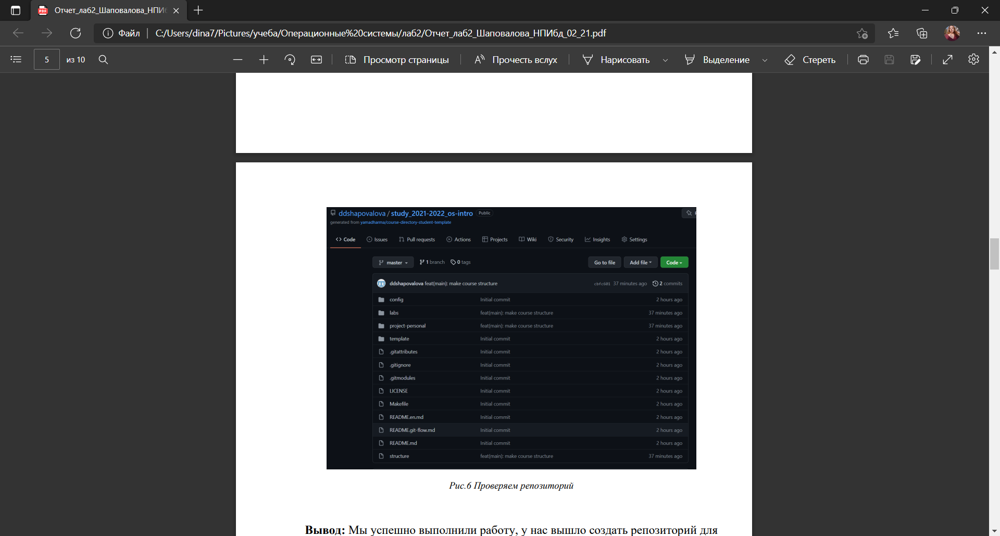 Отчет_лаб2_Шаповалова_НПИ
Файл
C:/Users/dina7/Pictures/учеба/Операционные%20системы/лаб2/Отчет_лаб2_Шаповалова_НПИбд_02_21.pdf
5 из 10 Просмотр страницы Прочесть вслух Нарисовать Выделение Стереть
ddshapovalova / study_2021-2022_os-intro Public
generated from yamadharma/course-directory-student-template
<> Code Issues Pull requests Actions Projects Wiki Security Insights Settings
master 1 branch 0 tags Go to file Add file Code
ddshapovalova feat(main): make course structure cbfc601 37 minutes ago 2 commits
config Initial commit 2 hours ago
labs feat(main): make course structure 37 minutes ago
project-personal feat(main): make course structure 37 minutes ago
template Initial commit 2 hours ago
.gitattributes Initial commit 2 hours ago
.gitignore Initial commit 2 hours ago
.gitmodules Initial commit 2 hours ago
LICENSE Initial commit 2 hours ago
Makefile Initial commit 2 hours ago
README.en.md Initial commit 2 hours ago
README.git-flow.md Initial commit 2 hours ago
README.md Initial commit 2 hours ago
structure feat(main): make course structure 37 minutes ago
Рис.6 Проверяем репозиторий
Вывод: Мы успешно выполнили работу, у нас вышло создать репозиторий для